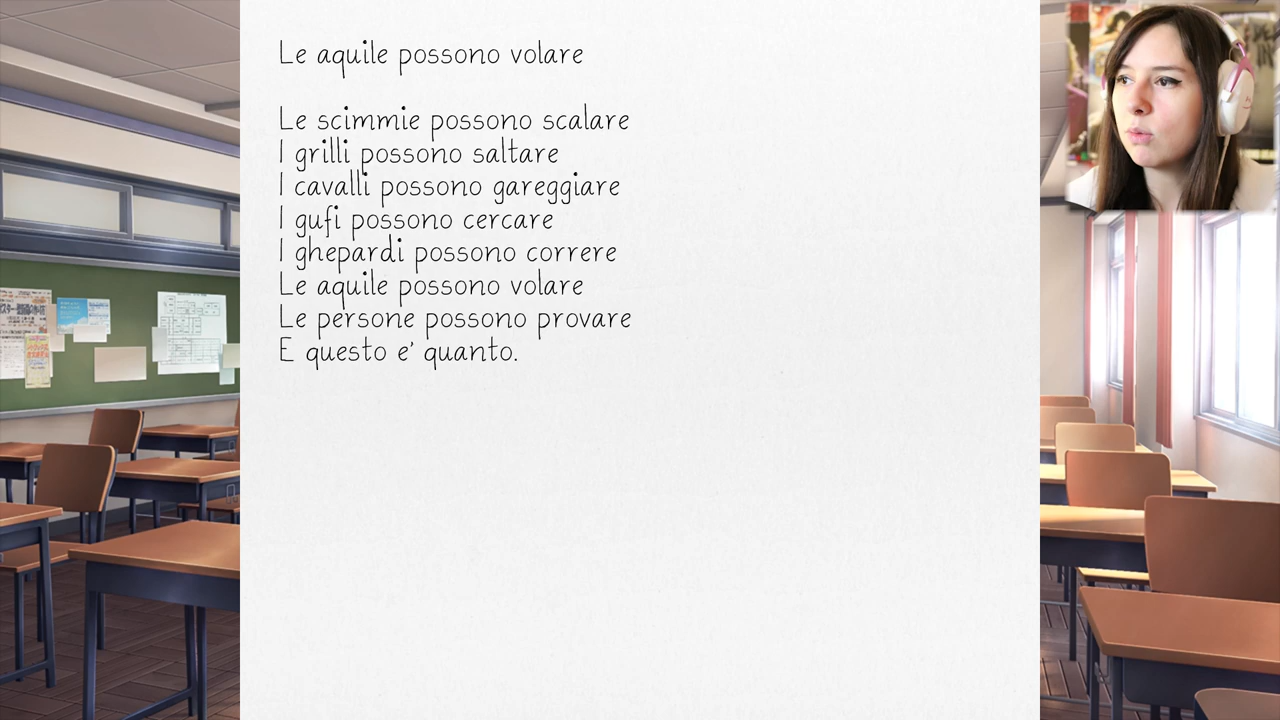 Le aquile possono volare
Le scimmie possono scalare
I grilli possono saltare
I cavalli possono gareggiare
I gufi possono cercare
I ghepardi possono correre
Le aquile possono volare
Le persone possono provare
E questo e' quanto.